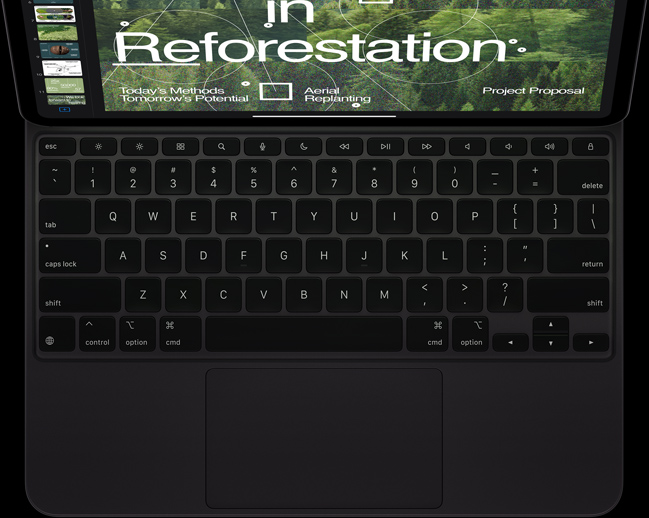 in
Reforestation
Today's Methods
Tomorrow's Potential
Aerial
Replanting
Project Proposal
esc
~ ! @ # $ % ^ & * ( ) _ +
` 1 2 3 4 5 6 7 8 9 0 - = delete
tab Q W E R T Y U I O P { [ } ] | \
caps lock A S D F G H J K L : ; " ' return
shift Z X C V B N M < , > . ? / shift
control option cmd cmd option